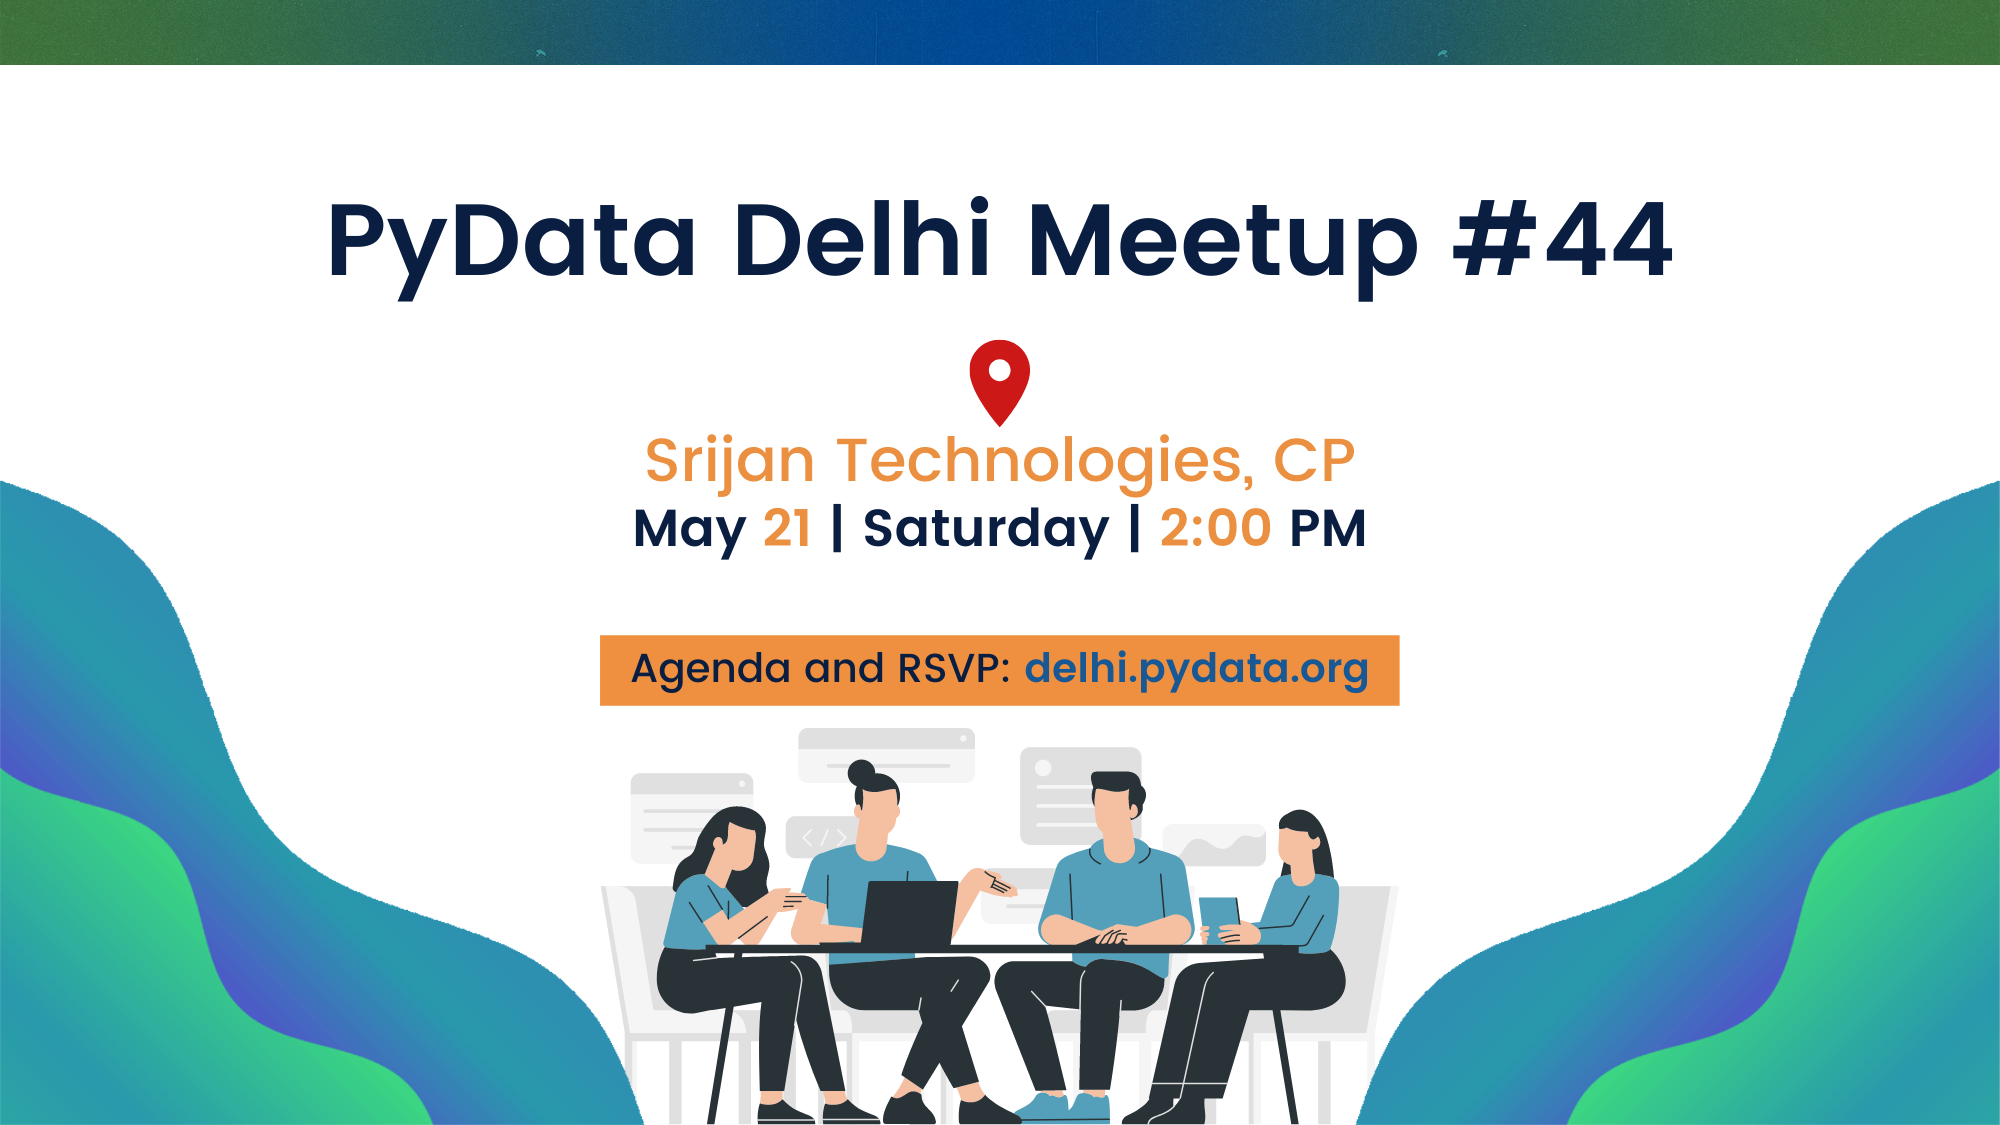 PyData Delhi Meetup #44
Srijan Technologies, CP
May 21 | Saturday | 2:00 PM
Agenda and RSVP: delhi.pydata.org
</>